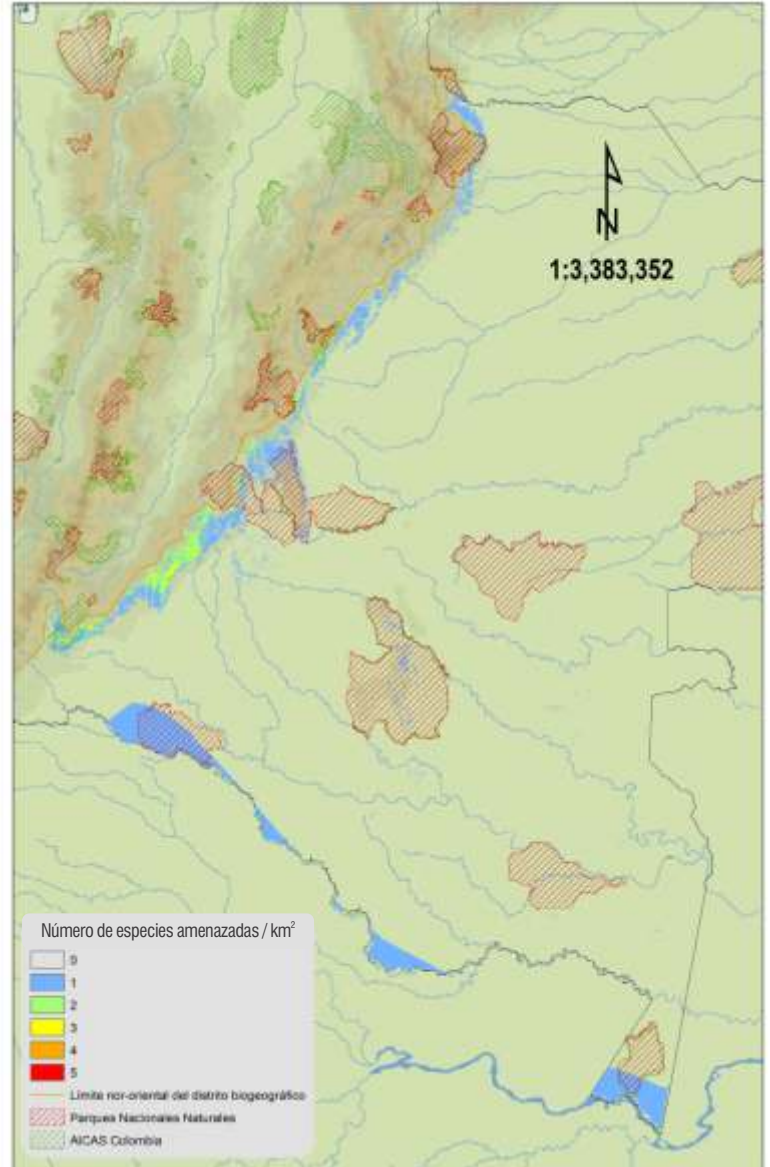 N
1:3,383,352
Número de especies amenazadas / km²
0
1
2
3
4
5
Límite nor-oriental del distrito biogeográfico
Parques Nacionales Naturales
AICAS Colombia